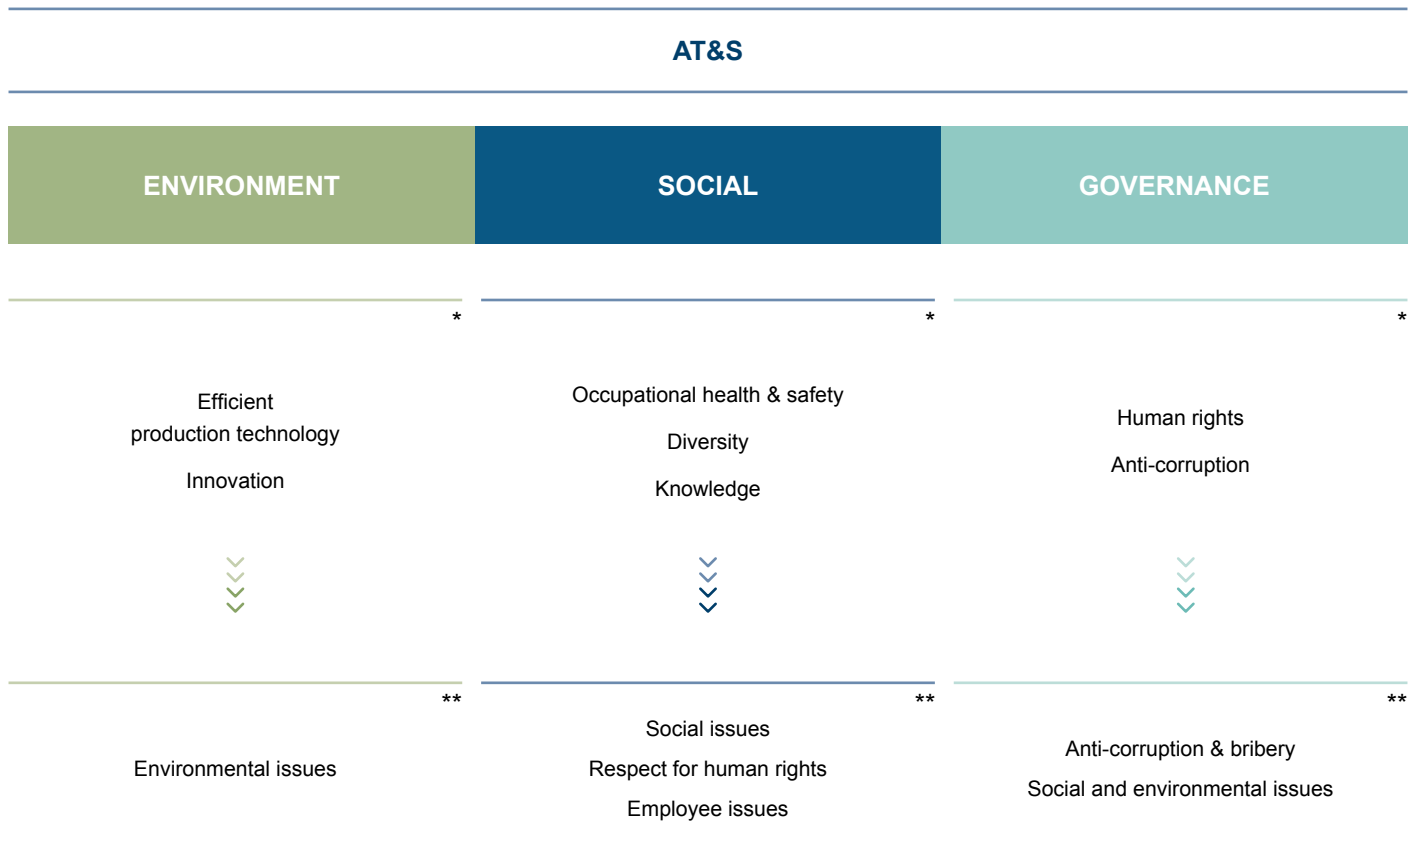 AT&S
ENVIRONMENT
SOCIAL
GOVERNANCE
*
*
*
Efficient
production technology
Innovation
Occupational health & safety
Diversity
Knowledge
Human rights
Anti-corruption
**
**
**
Environmental issues
Social issues
Respect for human rights
Employee issues
Anti-corruption & bribery
Social and environmental issues